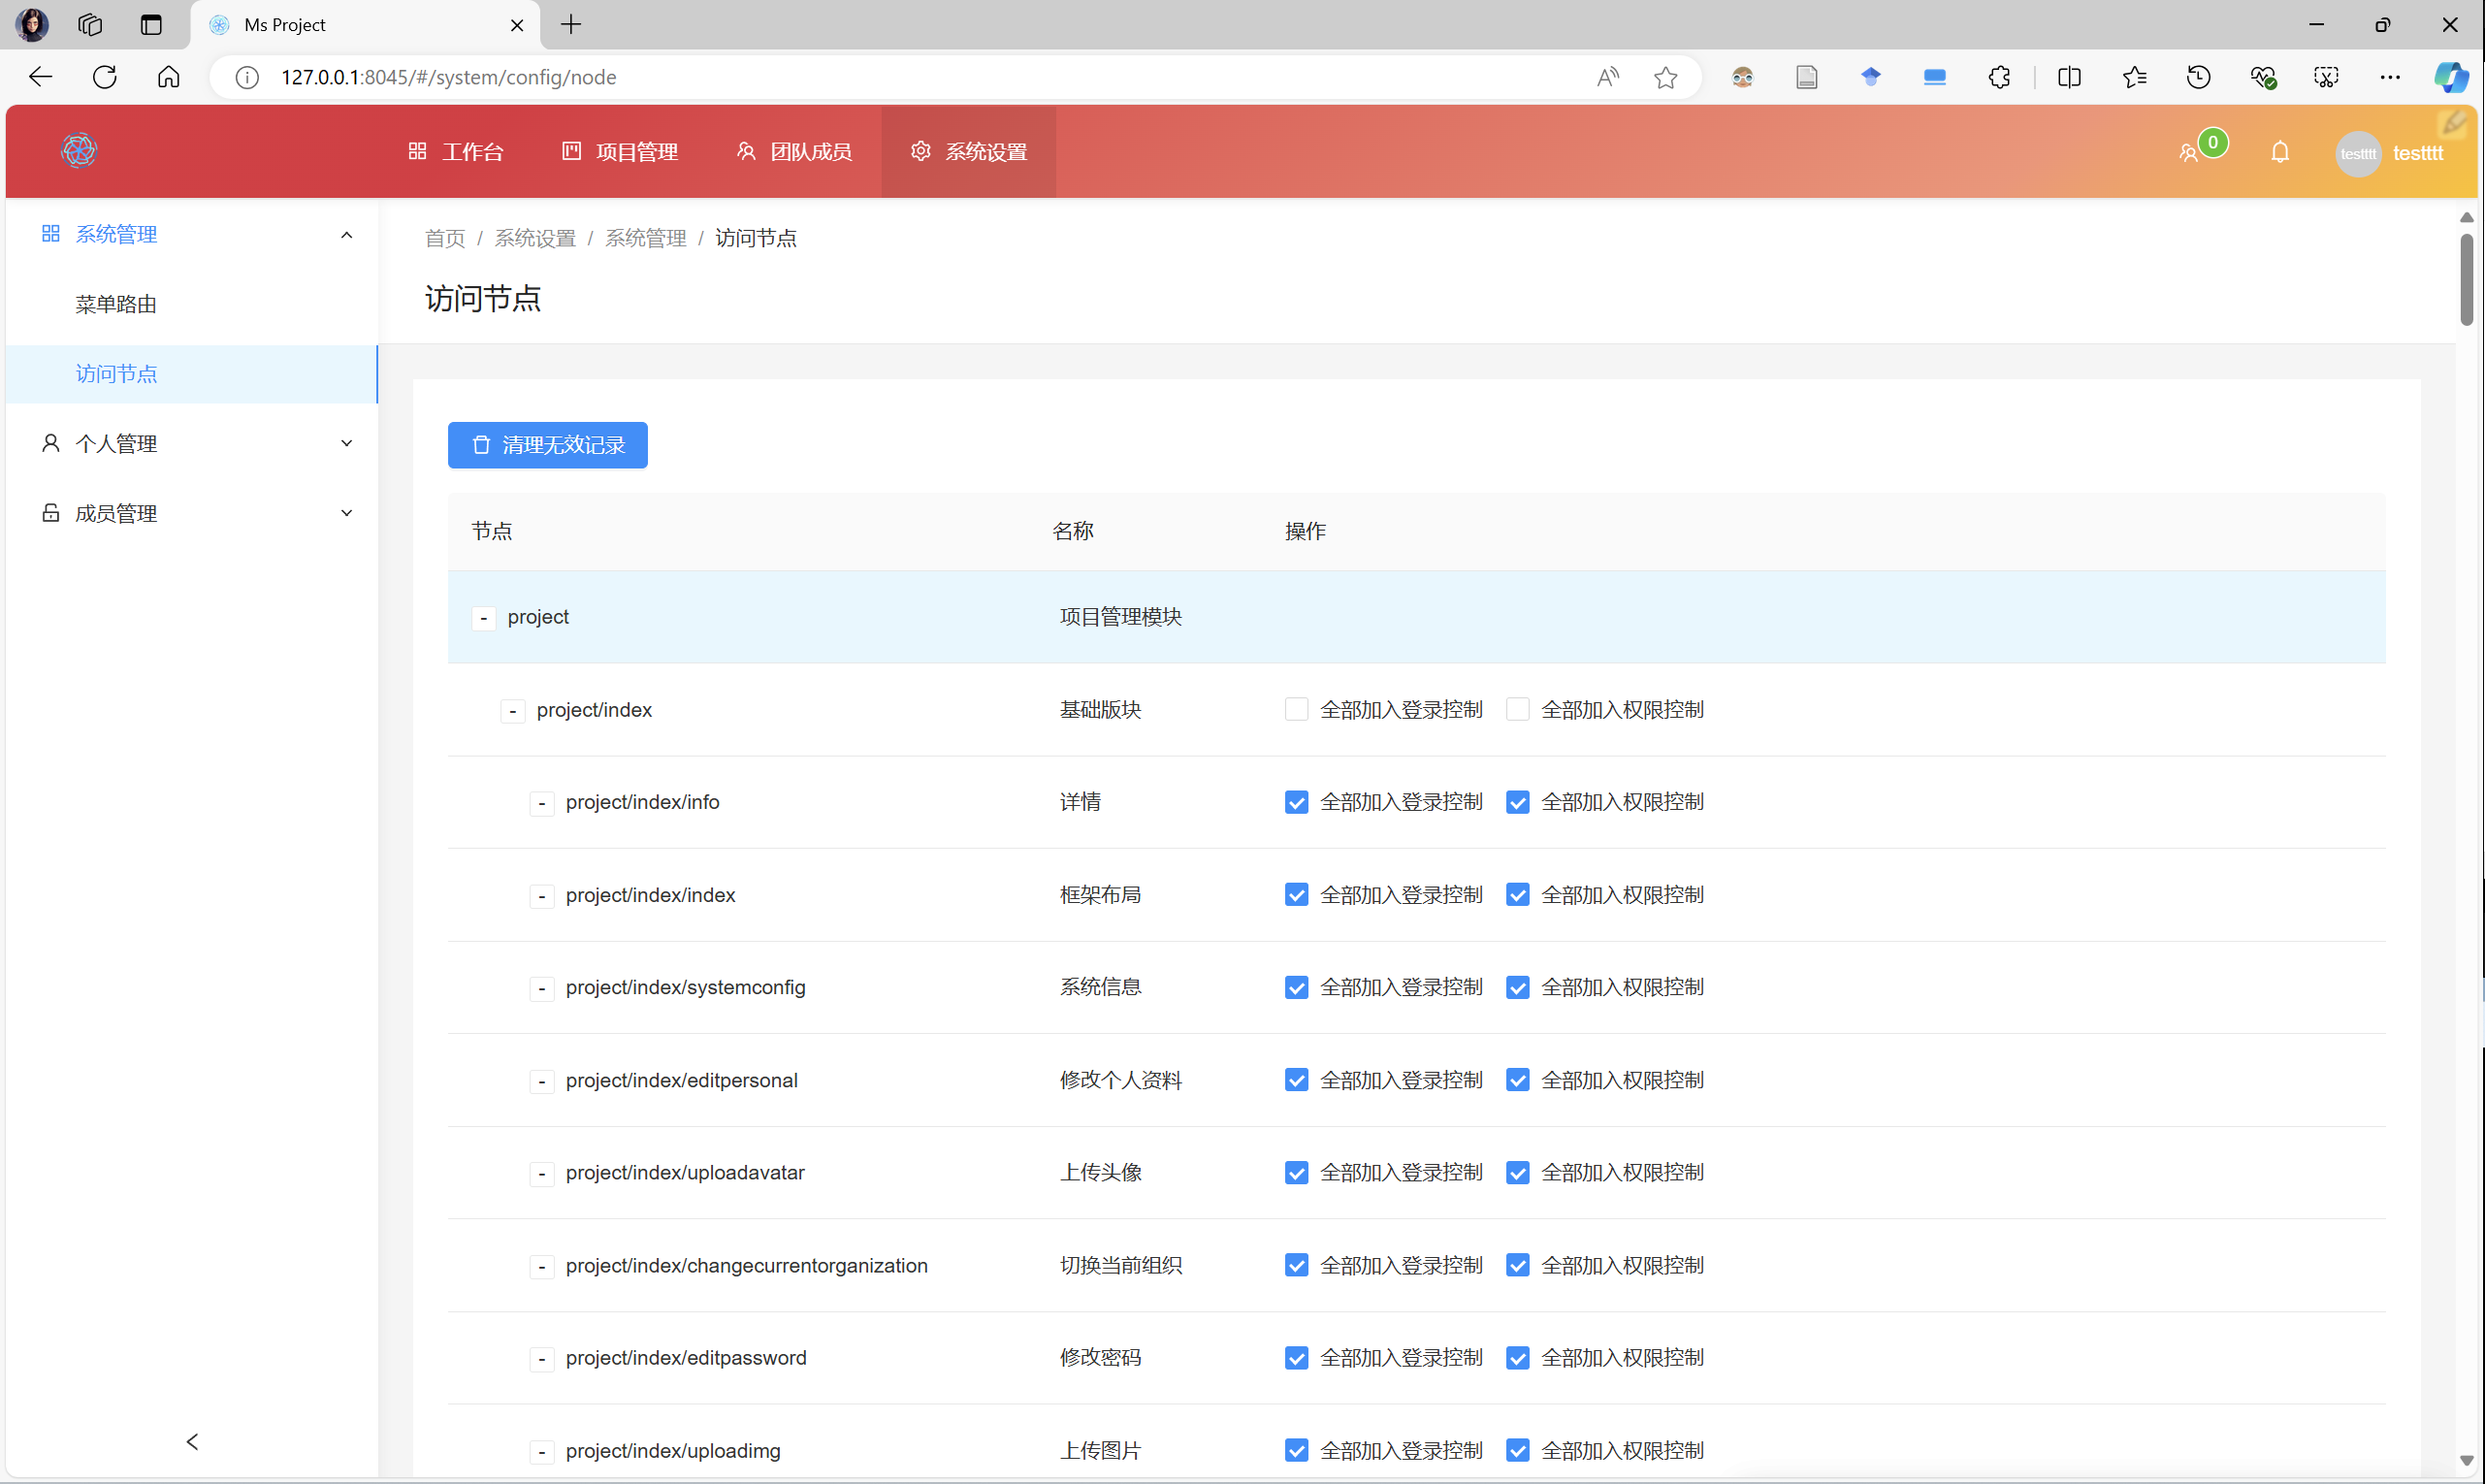 Ms Project
127.0.0.1:8045/#/system/config/node
工作台 项目管理 团队成员 系统设置 0 testttt testttt
系统管理
菜单路由
访问节点
个人管理
成员管理
首页 / 系统设置 / 系统管理 / 访问节点
访问节点
清理无效记录
节点 名称 操作
- project 项目管理模块
- project/index 基础版块 全部加入登录控制 全部加入权限控制
- project/index/info 详情 全部加入登录控制 全部加入权限控制
- project/index/index 框架布局 全部加入登录控制 全部加入权限控制
- project/index/systemconfig 系统信息 全部加入登录控制 全部加入权限控制
- project/index/editpersonal 修改个人资料 全部加入登录控制 全部加入权限控制
- project/index/uploadavatar 上传头像 全部加入登录控制 全部加入权限控制
- project/index/changecurrentorganization 切换当前组织 全部加入登录控制 全部加入权限控制
- project/index/editpassword 修改密码 全部加入登录控制 全部加入权限控制
- project/index/uploadimg 上传图片 全部加入登录控制 全部加入权限控制